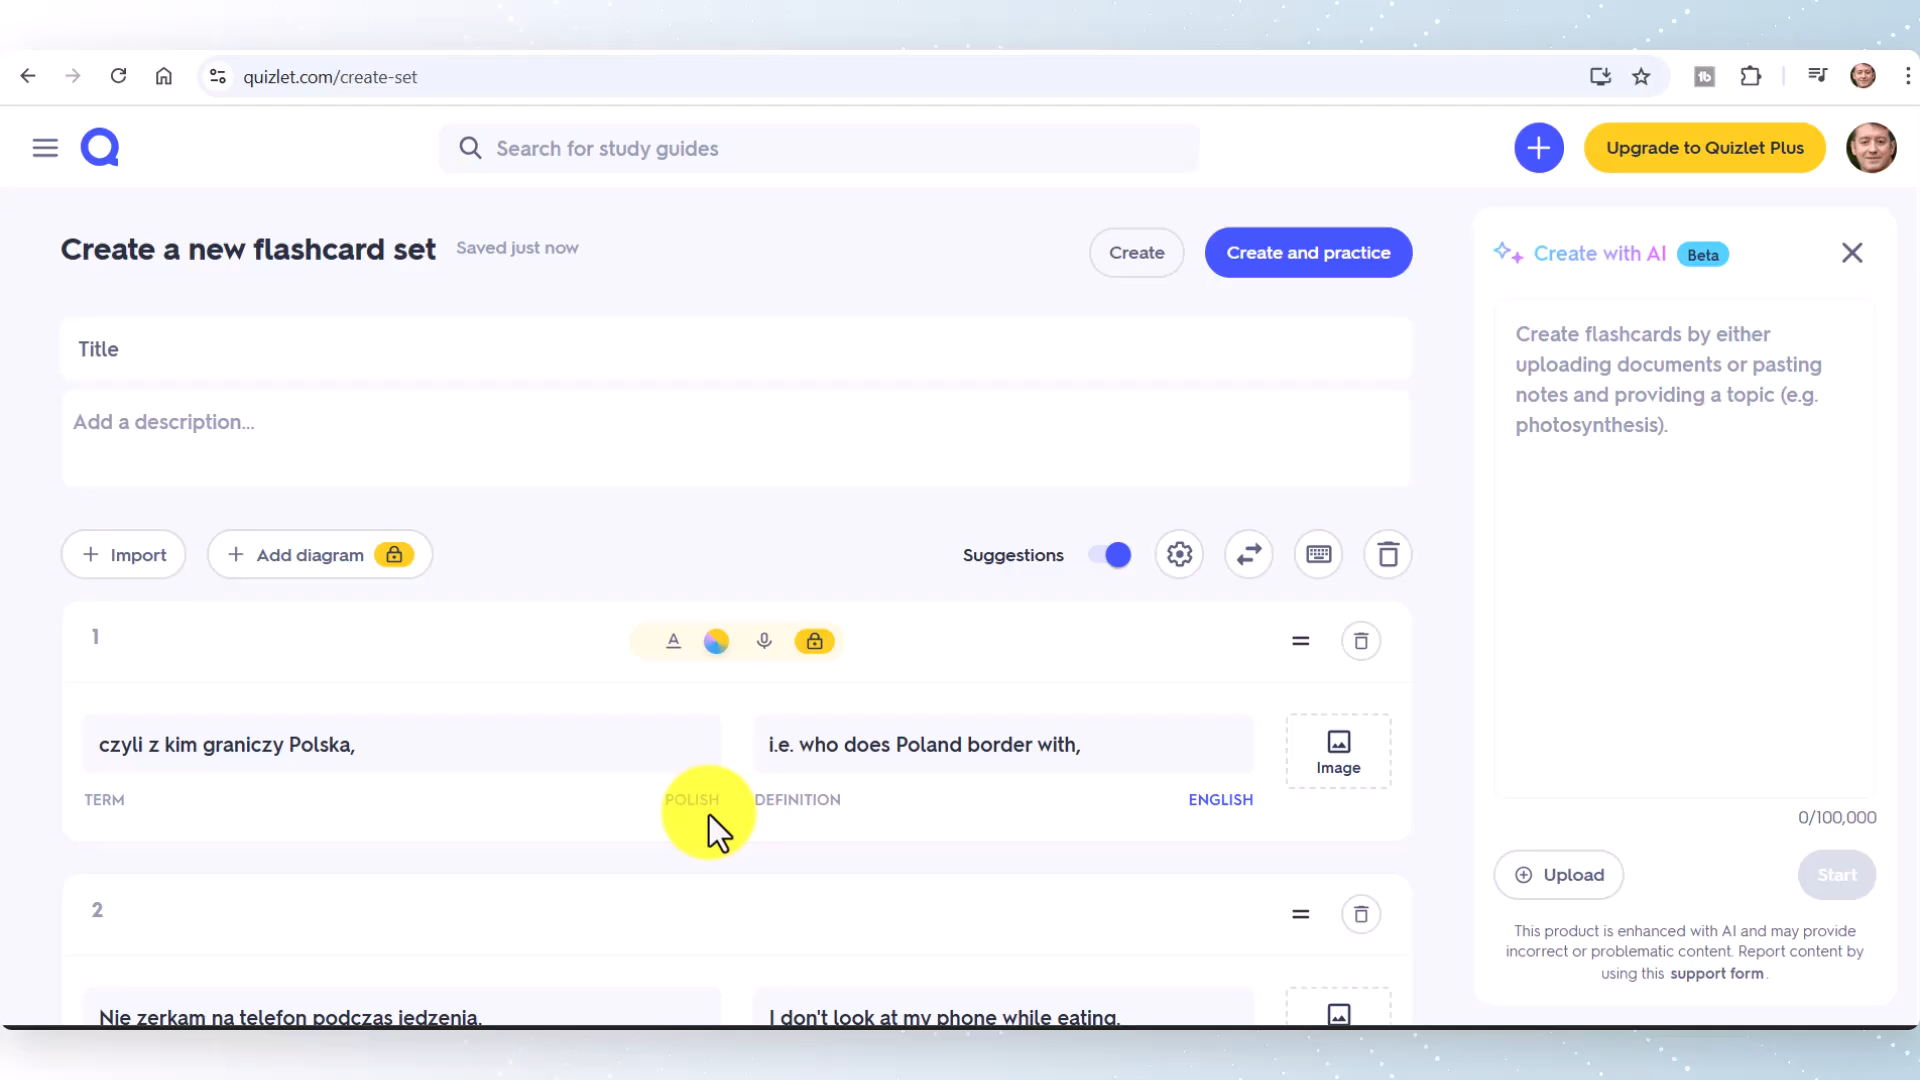 quizlet.com/create-set
Search for study guides
Upgrade to Quizlet Plus
Create a new flashcard set
Saved just now
Create
Create and practice
Title
Add a description...
Import
Add diagram
Suggestions
1
czyli z kim graniczy Polska,
i.e. who does Poland border with,
Image
TERM
POLISH
DEFINITION
ENGLISH
2
Nie zerkam na telefon podczas jedzenia.
I don't look at my phone while eating.
Create with AI
Beta
Create flashcards by either
uploading documents or pasting
notes and providing a topic (e.g.
photosynthesis).
0/100,000
Upload
Start
This product is enhanced with AI and may provide
incorrect or problematic content. Report content by
using this support form.